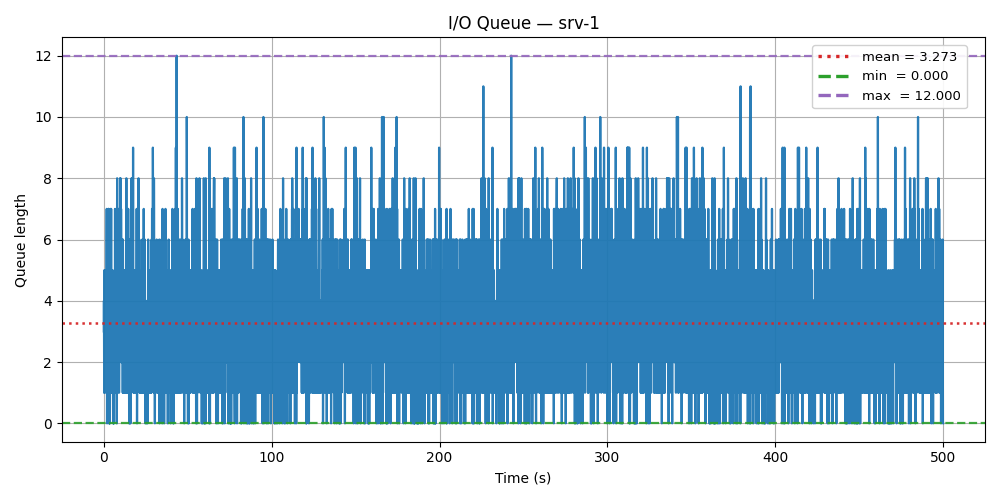 I/O Queue — srv-1
mean = 3.273
min  = 0.000
max  = 12.000
Queue length
12
10
8
6
4
2
0
0 100 200 300 400 500
Time (s)